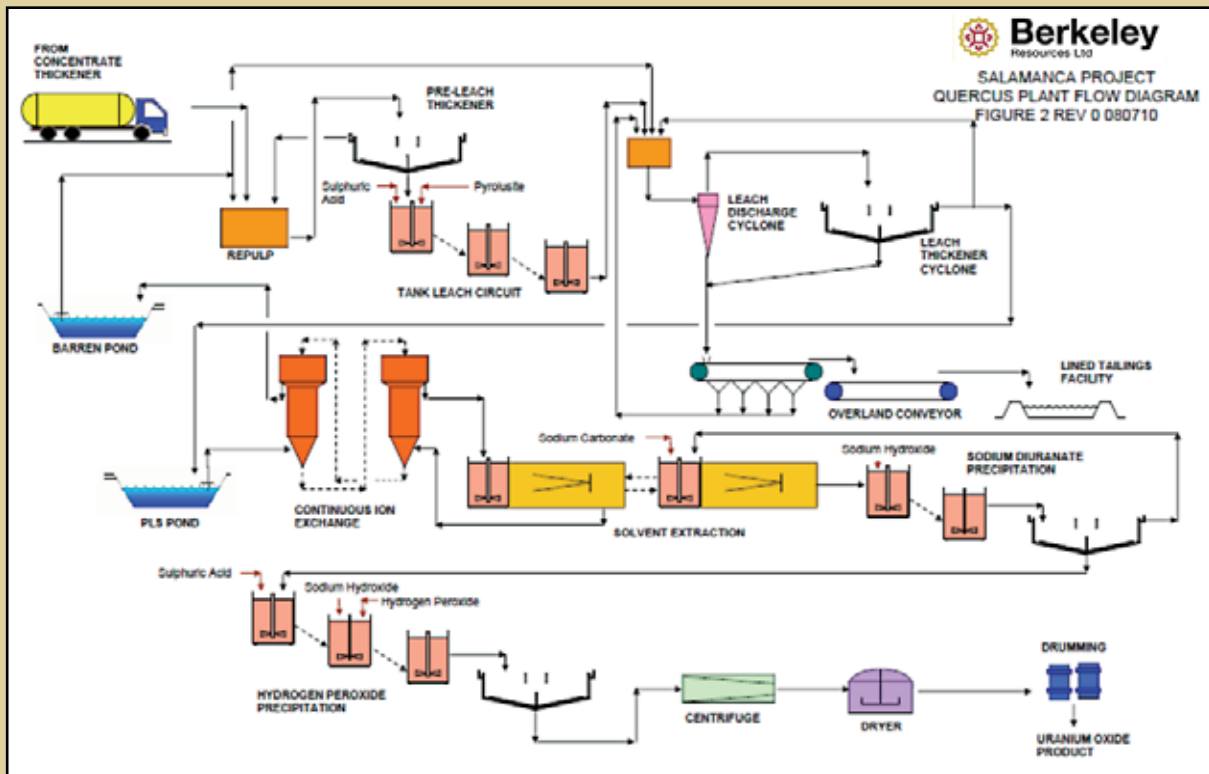 FROM
CONCENTRATE
THICKENER
Berkeley
Resources Ltd
SALAMANCA PROJECT
QUERCUS PLANT FLOW DIAGRAM
FIGURE 2 REV 0 080710
PRE-LEACH
THICKENER
Sulphuric
Acid
Pyrolusite
REPULP
TANK LEACH CIRCUIT
LEACH
DISCHARGE
CYCLONE
LEACH
THICKENER
CYCLONE
BARREN POND
LINED TAILINGS
FACILITY
OVERLAND CONVEYOR
Sodium Carbonate
Sodium Hydroxide
SODIUM DIURANATE
PRECIPITATION
PLS POND
CONTINUOUS ION
EXCHANGE
SOLVENT EXTRACTION
Sulphuric Acid
Sodium Hydroxide
Hydrogen Peroxide
HYDROGEN PEROXIDE
PRECIPITATION
CENTRIFUGE
DRYER
DRUMMING
URANIUM OXIDE
PRODUCT